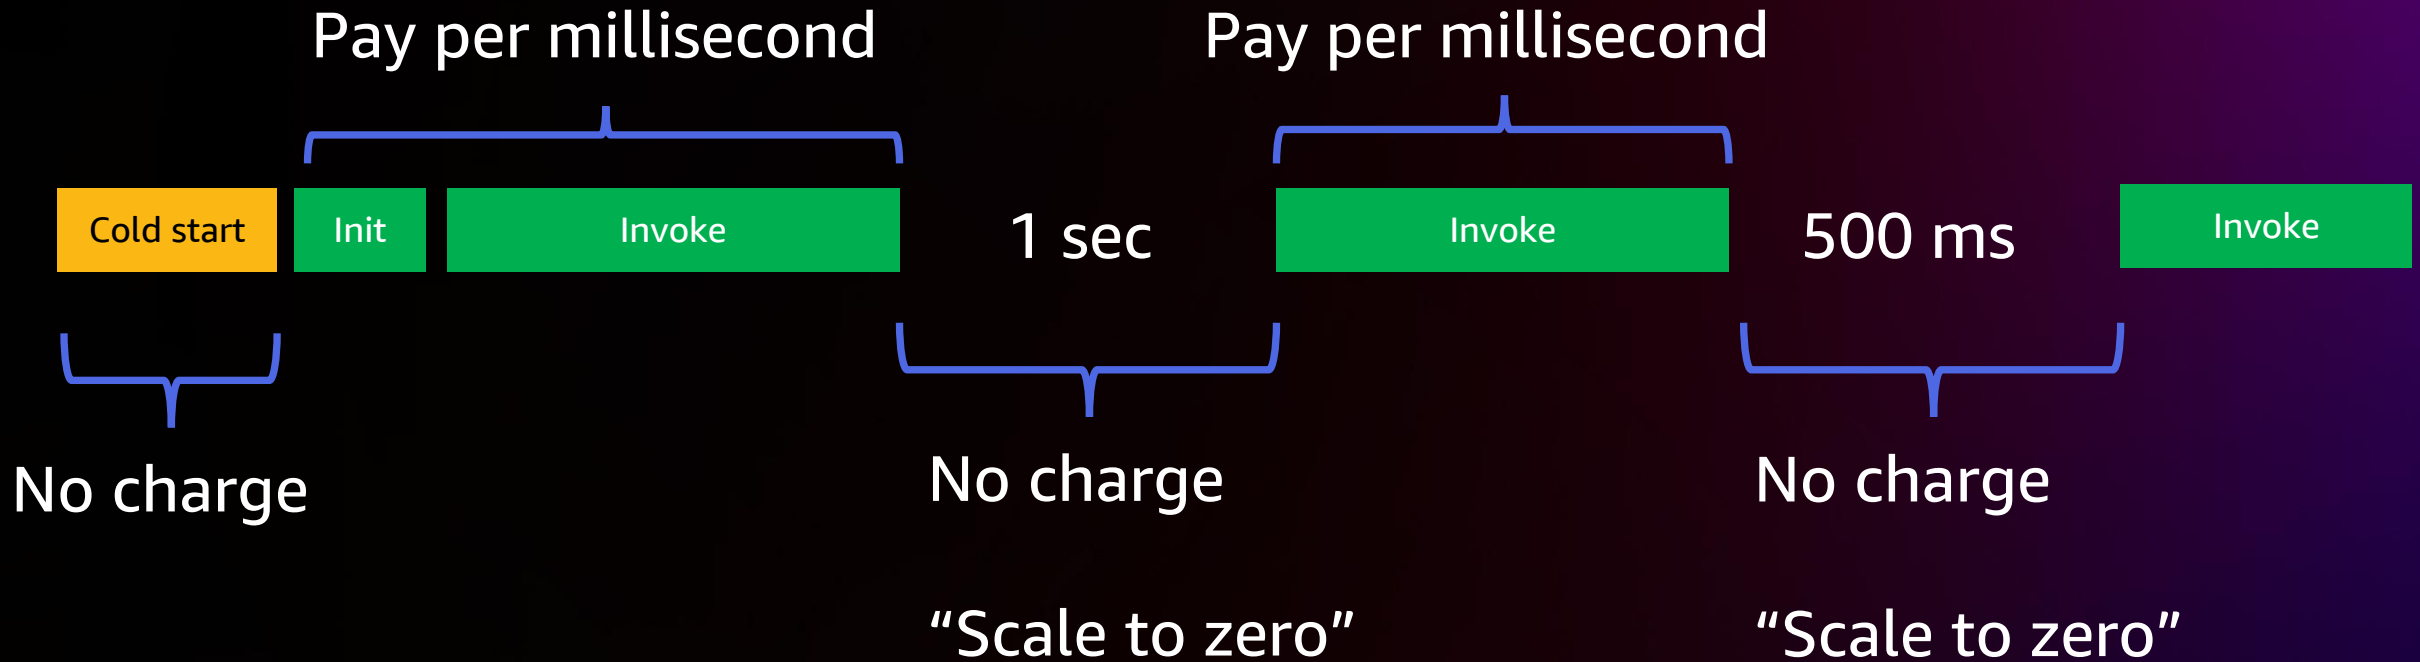 Pay per millisecond
Pay per millisecond
Cold start
Init
Invoke
1 sec
Invoke
500 ms
Invoke
No charge
No charge
No charge
“Scale to zero”
“Scale to zero”